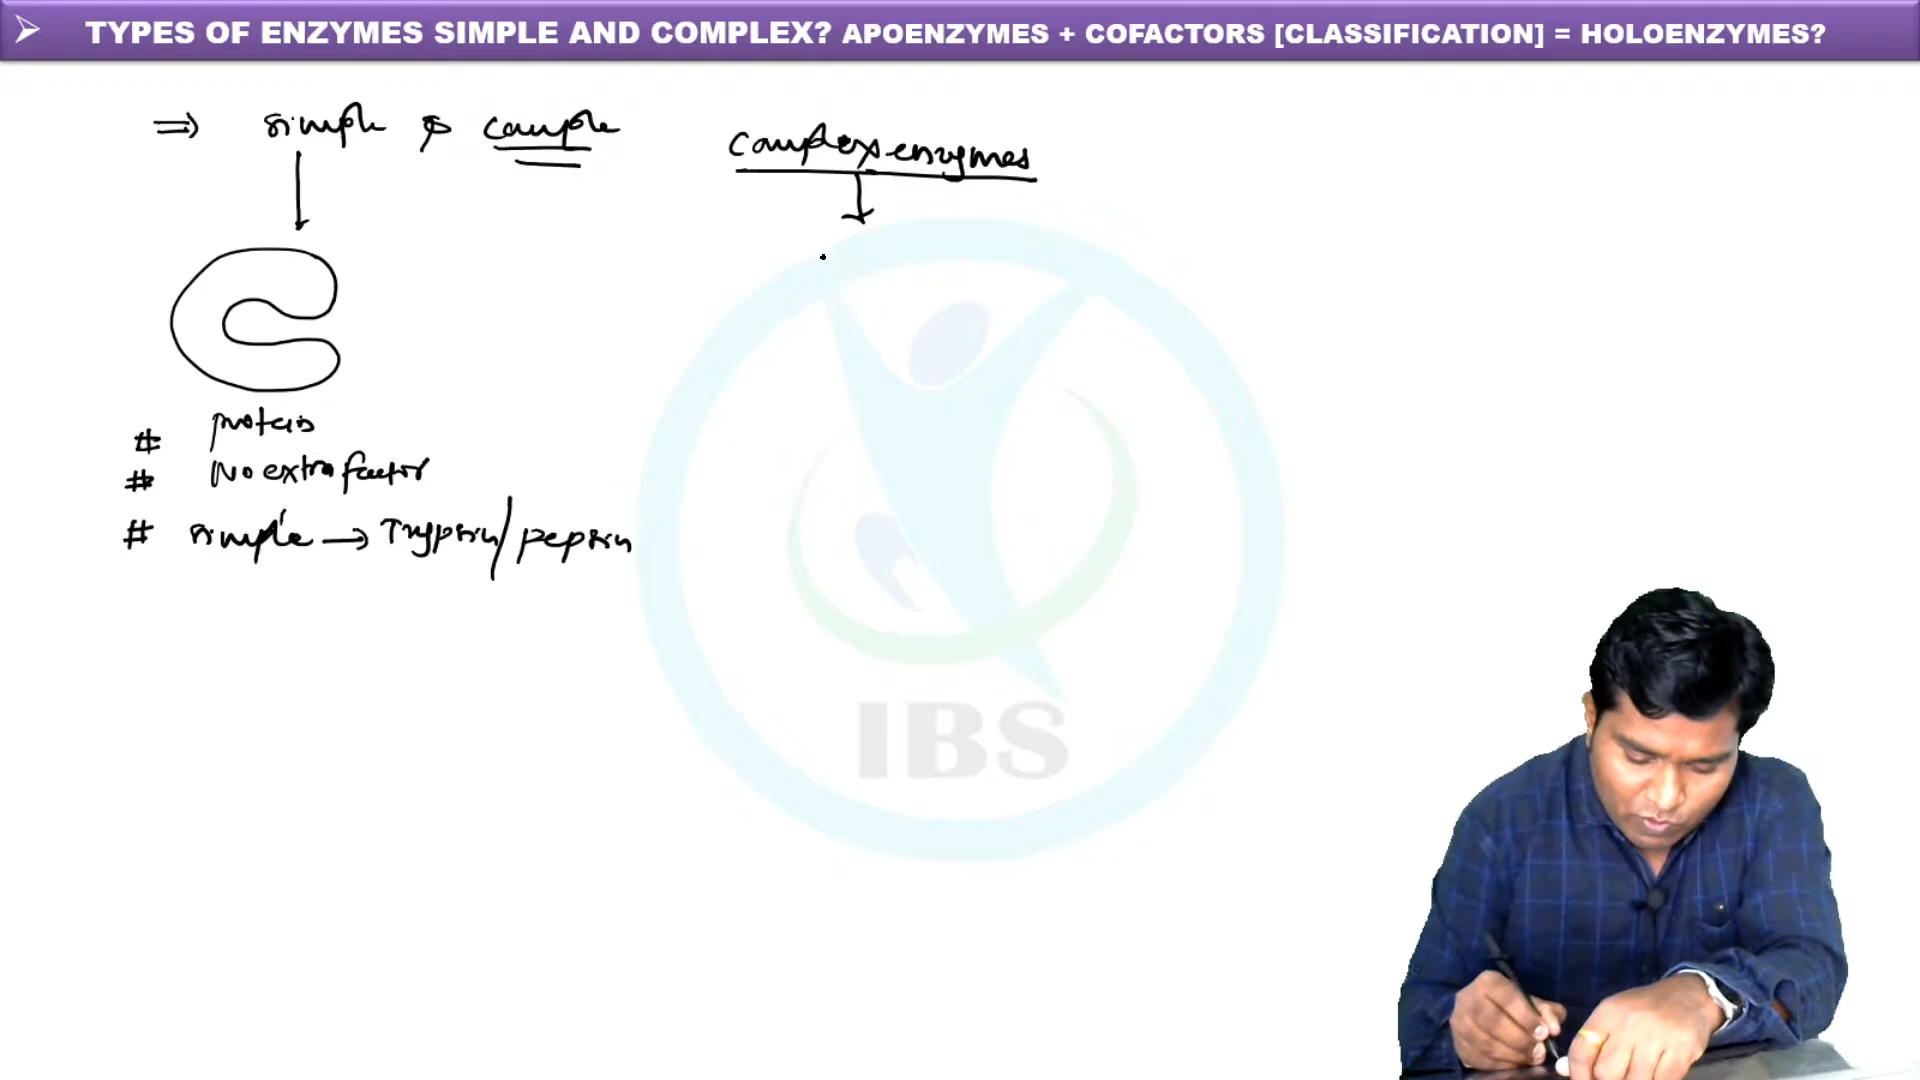 TYPES OF ENZYMES SIMPLE AND COMPLEX? APOENZYMES + COFACTORS [CLASSIFICATION] = HOLOENZYMES?
⇒ simple & comple
complex enzymes
# protein
# No extra factor
# simple → Trypsin/pepsin
IBS